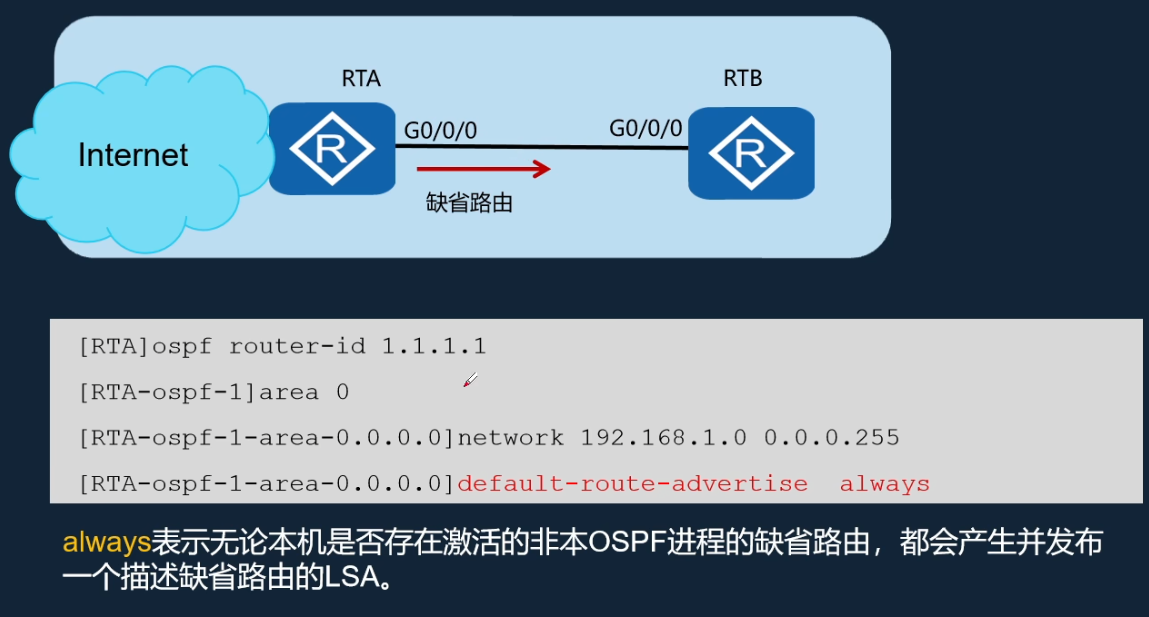 RTA
RTB
Internet
R
G0/0/0
G0/0/0
R
缺省路由
[RTA]ospf router-id 1.1.1.1
[RTA-ospf-1]area 0
[RTA-ospf-1-area-0.0.0.0]network 192.168.1.0 0.0.0.255
[RTA-ospf-1-area-0.0.0.0]default-route-advertise always
always表示无论本机是否存在激活的非本OSPF进程的缺省路由，都会产生并发布
一个描述缺省路由的LSA。